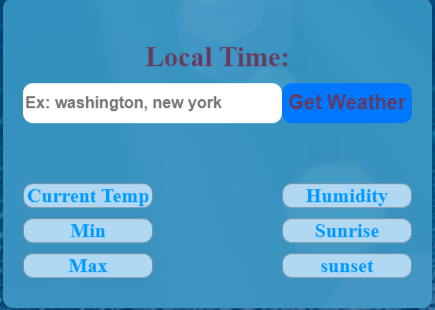 Local Time:
Ex: washington, new york
Get Weather
Current Temp
Humidity
Min
Sunrise
Max
sunset